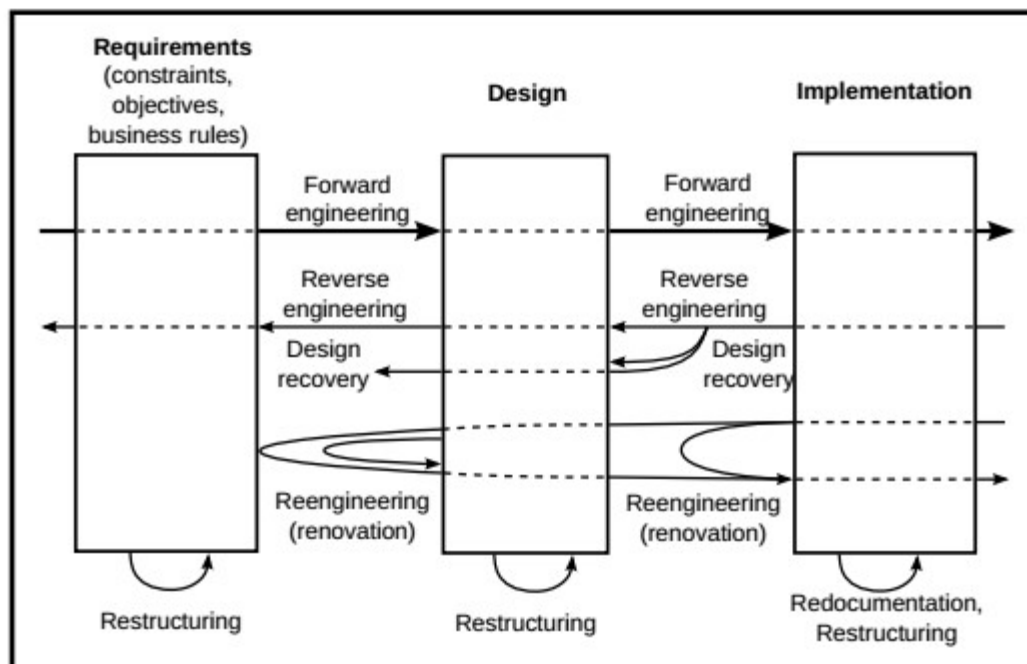 Requirements
(constraints,
objectives,
business rules)
Design
Implementation
Forward
engineering
Forward
engineering
Reverse
engineering
Reverse
engineering
Design
recovery
Design
recovery
Reengineering
(renovation)
Reengineering
(renovation)
Restructuring
Restructuring
Redocumentation,
Restructuring